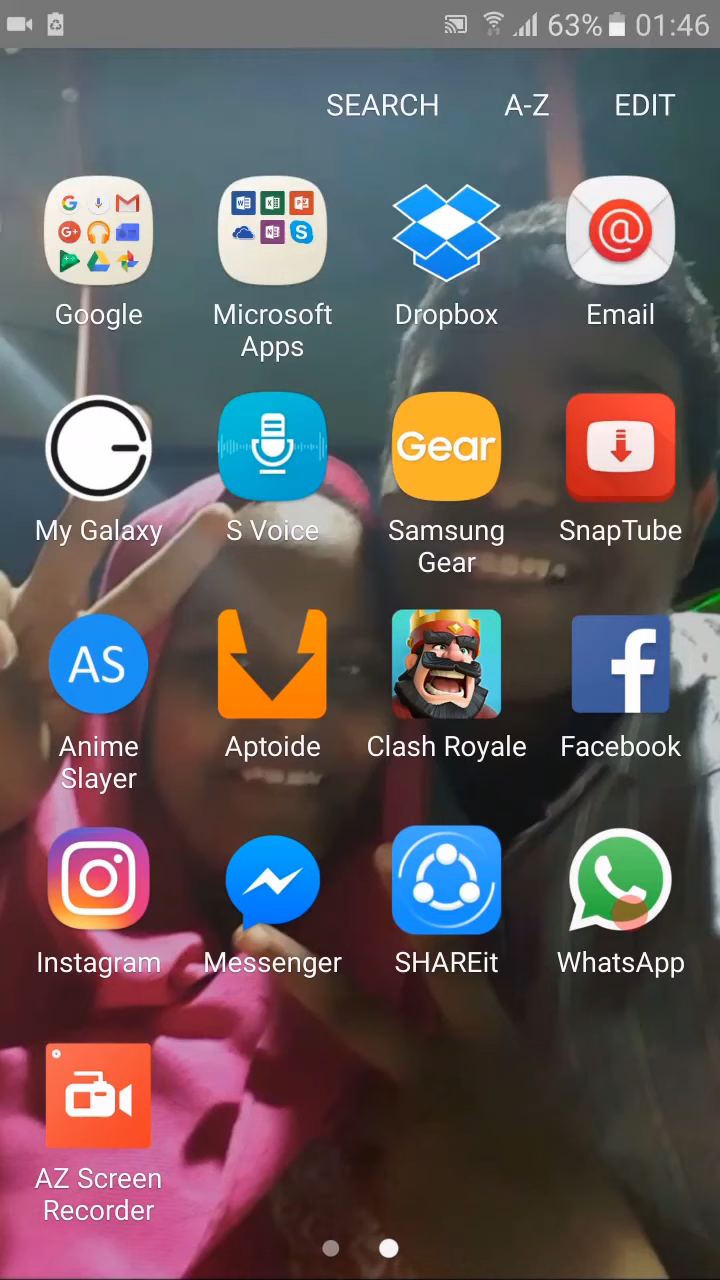 63% 01:46
SEARCH A-Z EDIT
Google Microsoft Apps Dropbox Email
Gear
My Galaxy S Voice Samsung Gear SnapTube
AS
Anime Slayer Aptoide Clash Royale Facebook
Instagram Messenger SHAREit WhatsApp
AZ Screen Recorder